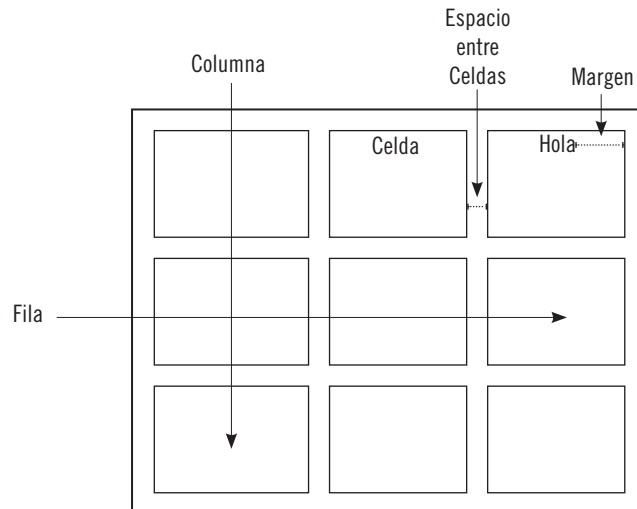 Espacio
entre
Celdas
Columna
Margen
Celda
Hola
Fila